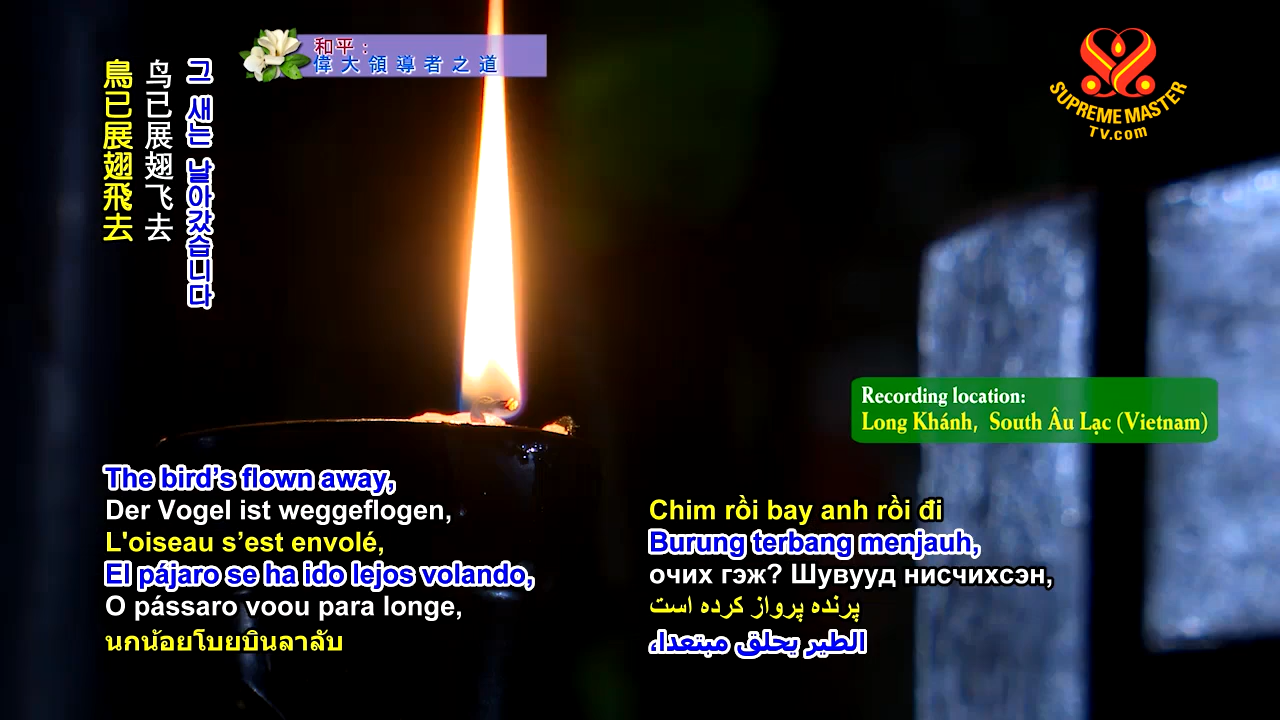 和平：
偉大領導者之道
SUPREME MASTER
TV.com
鳥已展翅飛去
鸟已展翅飞去
그 새는 날아갔습니다
Recording location:
Long Khánh, South Âu Lạc (Vietnam)
The bird’s flown away,
Der Vogel ist weggeflogen,
L'oiseau s’est envolé,
El pájaro se ha ido lejos volando,
O pássaro voou para longe,
นกน้อยโบยบินลาลับ
Chim rồi bay anh rồi đi
Burung terbang menjauh,
очих гэж? Шувууд нисчихсэн,
پرنده پرواز کرده است
الطير يحلق مبتعدا،